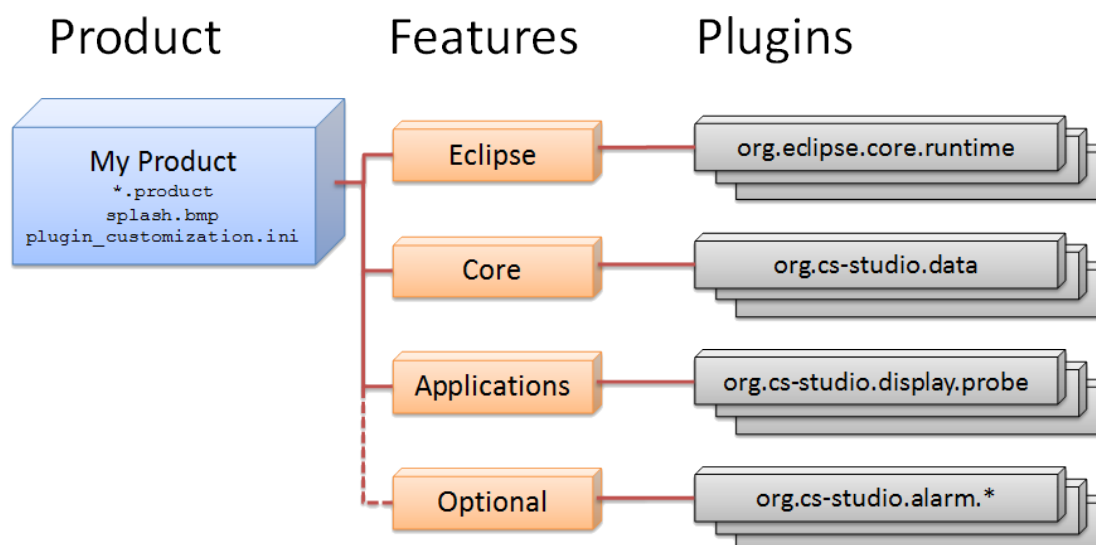 Product Features Plugins
My Product
*.product
splash.bmp
plugin_customization.ini
Eclipse
org.eclipse.core.runtime
Core
org.cs-studio.data
Applications
org.cs-studio.display.probe
Optional
org.cs-studio.alarm.*